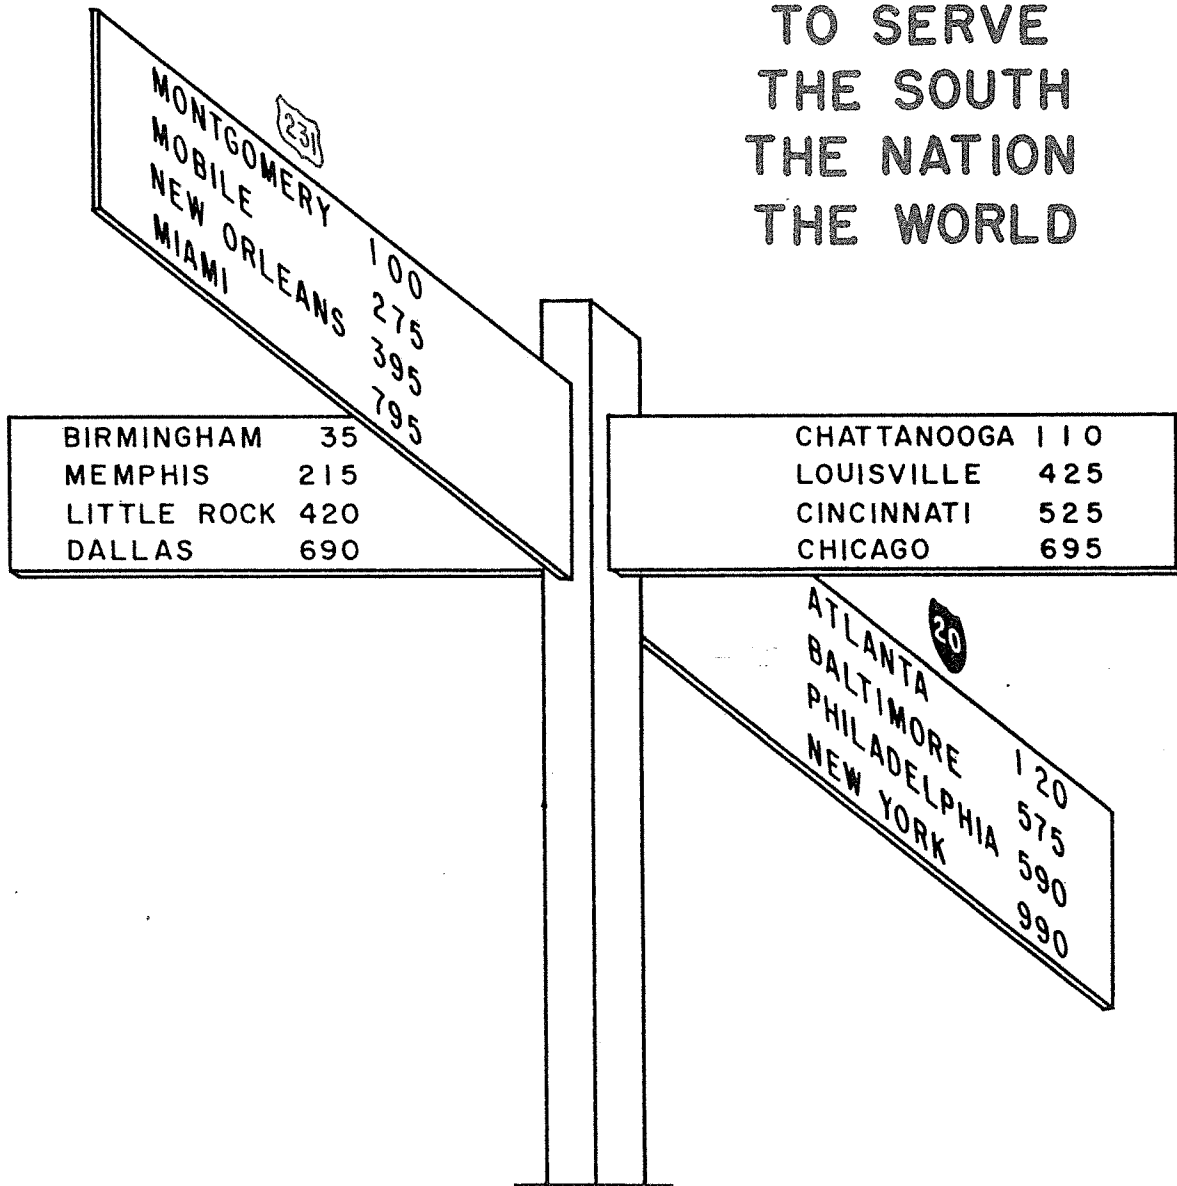 TO SERVE
THE SOUTH
THE NATION
THE WORLD
231
MONTGOMERY 100
MOBILE 275
NEW ORLEANS 395
MIAMI 795
BIRMINGHAM 35
MEMPHIS 215
LITTLE ROCK 420
DALLAS 690
CHATTANOOGA 110
LOUISVILLE 425
CINCINNATI 525
CHICAGO 695
20
ATLANTA 120
BALTIMORE 575
PHILADELPHIA 590
NEW YORK 990